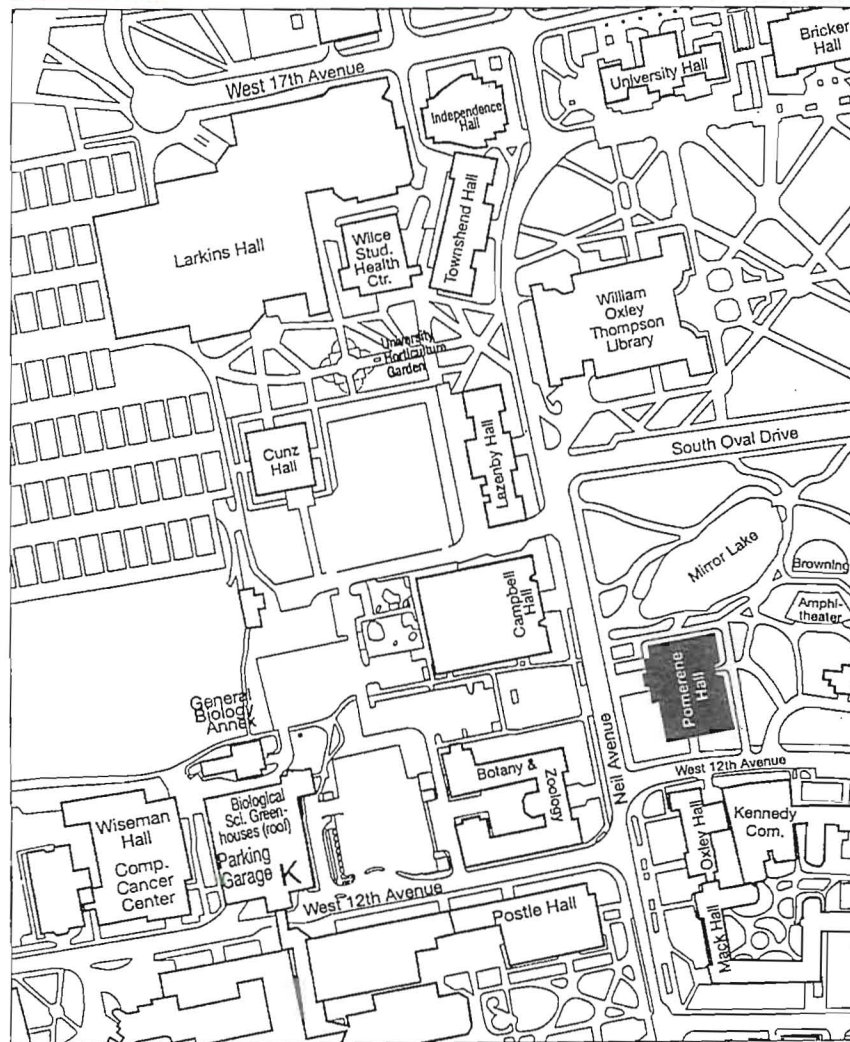 Bricker
Hall
University Hall
West 17th Avenue
Independence
Hall
Townshend Hall
Wilce
Stud.
Health
Ctr.
Larkins Hall
William
Oxley
Thompson
Library
University
Horticulture
Garden
Lazenby Hall
Cunz
Hall
South Oval Drive
Mirror Lake
Browning
Amphi-
theater
Campbell
Hall
Pomerene
Hall
General
Biology
Annex
Neil Avenue
West 12th Avenue
Botany &
Zoology
Biological
Sci. Green-
houses (roof)
Parking
Garage K
Wiseman
Hall
Comp.
Cancer
Center
Oxley Hall
Kennedy
Com.
West 12th Avenue
Postle Hall
Mack Hall